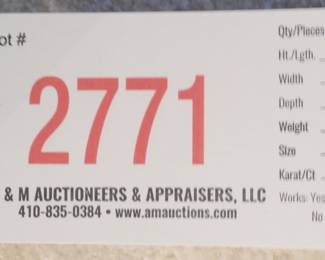 ot #
2771
& M AUCTIONEERS & APPRAISERS, LLC
410-835-0384 • www.amauctions.com
Qty/Pieces
Ht./Lgth.
Width
Depth
Weight
Size
Karat/Ct
Works: Yes
No